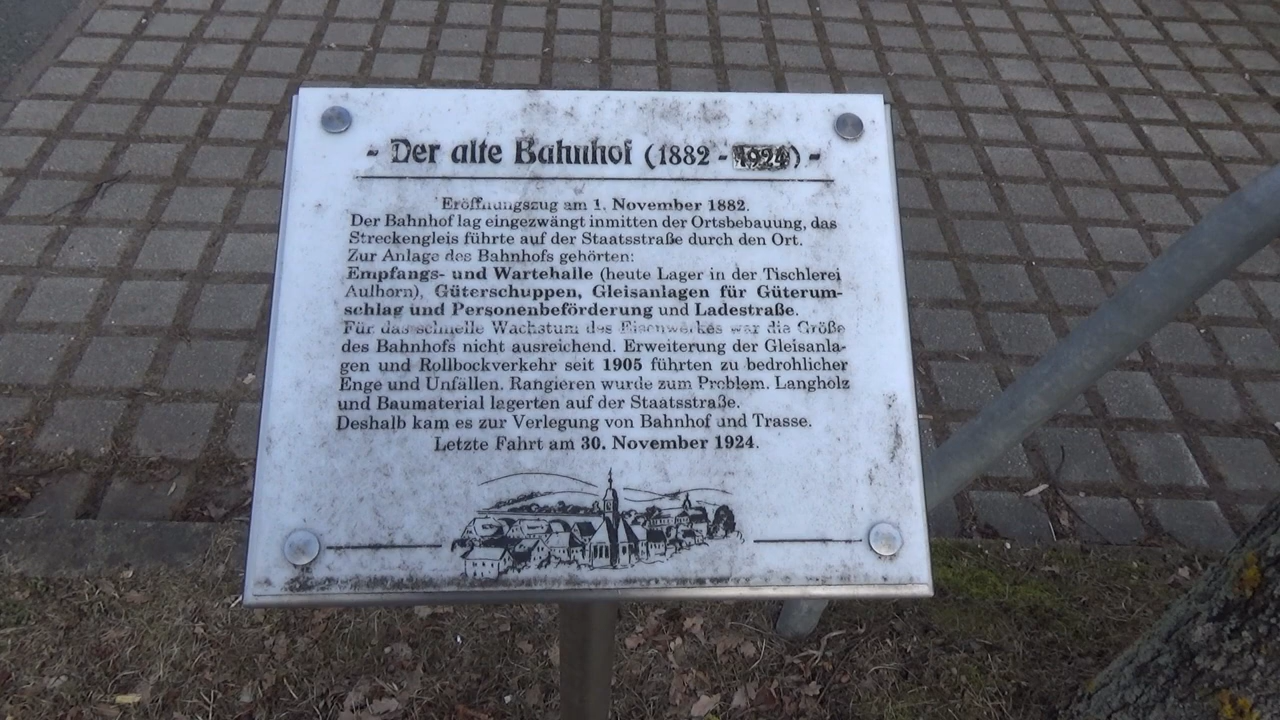 - Der alte Bahnhof (1882 - 1924) -
Eröffnungszug am 1. November 1882.
Der Bahnhof lag eingezwängt inmitten der Ortsbebauung, das
Streckengleis führte auf der Staatsstraße durch den Ort.
Zur Anlage des Bahnhofs gehörten:
Empfangs- und Wartehalle (heute Lager in der Tischlerei
Aulhorn), Güterschuppen, Gleisanlagen für Güterum-
schlag und Personenbeförderung und Ladestraße.
Für das schnelle Wachstum des Eisenwerkes war die Größe
des Bahnhofs nicht ausreichend. Erweiterung der Gleisanla-
gen und Rollbockverkehr seit 1905 führten zu bedrohlicher
Enge und Unfällen. Rangieren wurde zum Problem. Langholz
und Baumaterial lagerten auf der Staatsstraße.
Deshalb kam es zur Verlegung von Bahnhof und Trasse.
Letzte Fahrt am 30. November 1924.